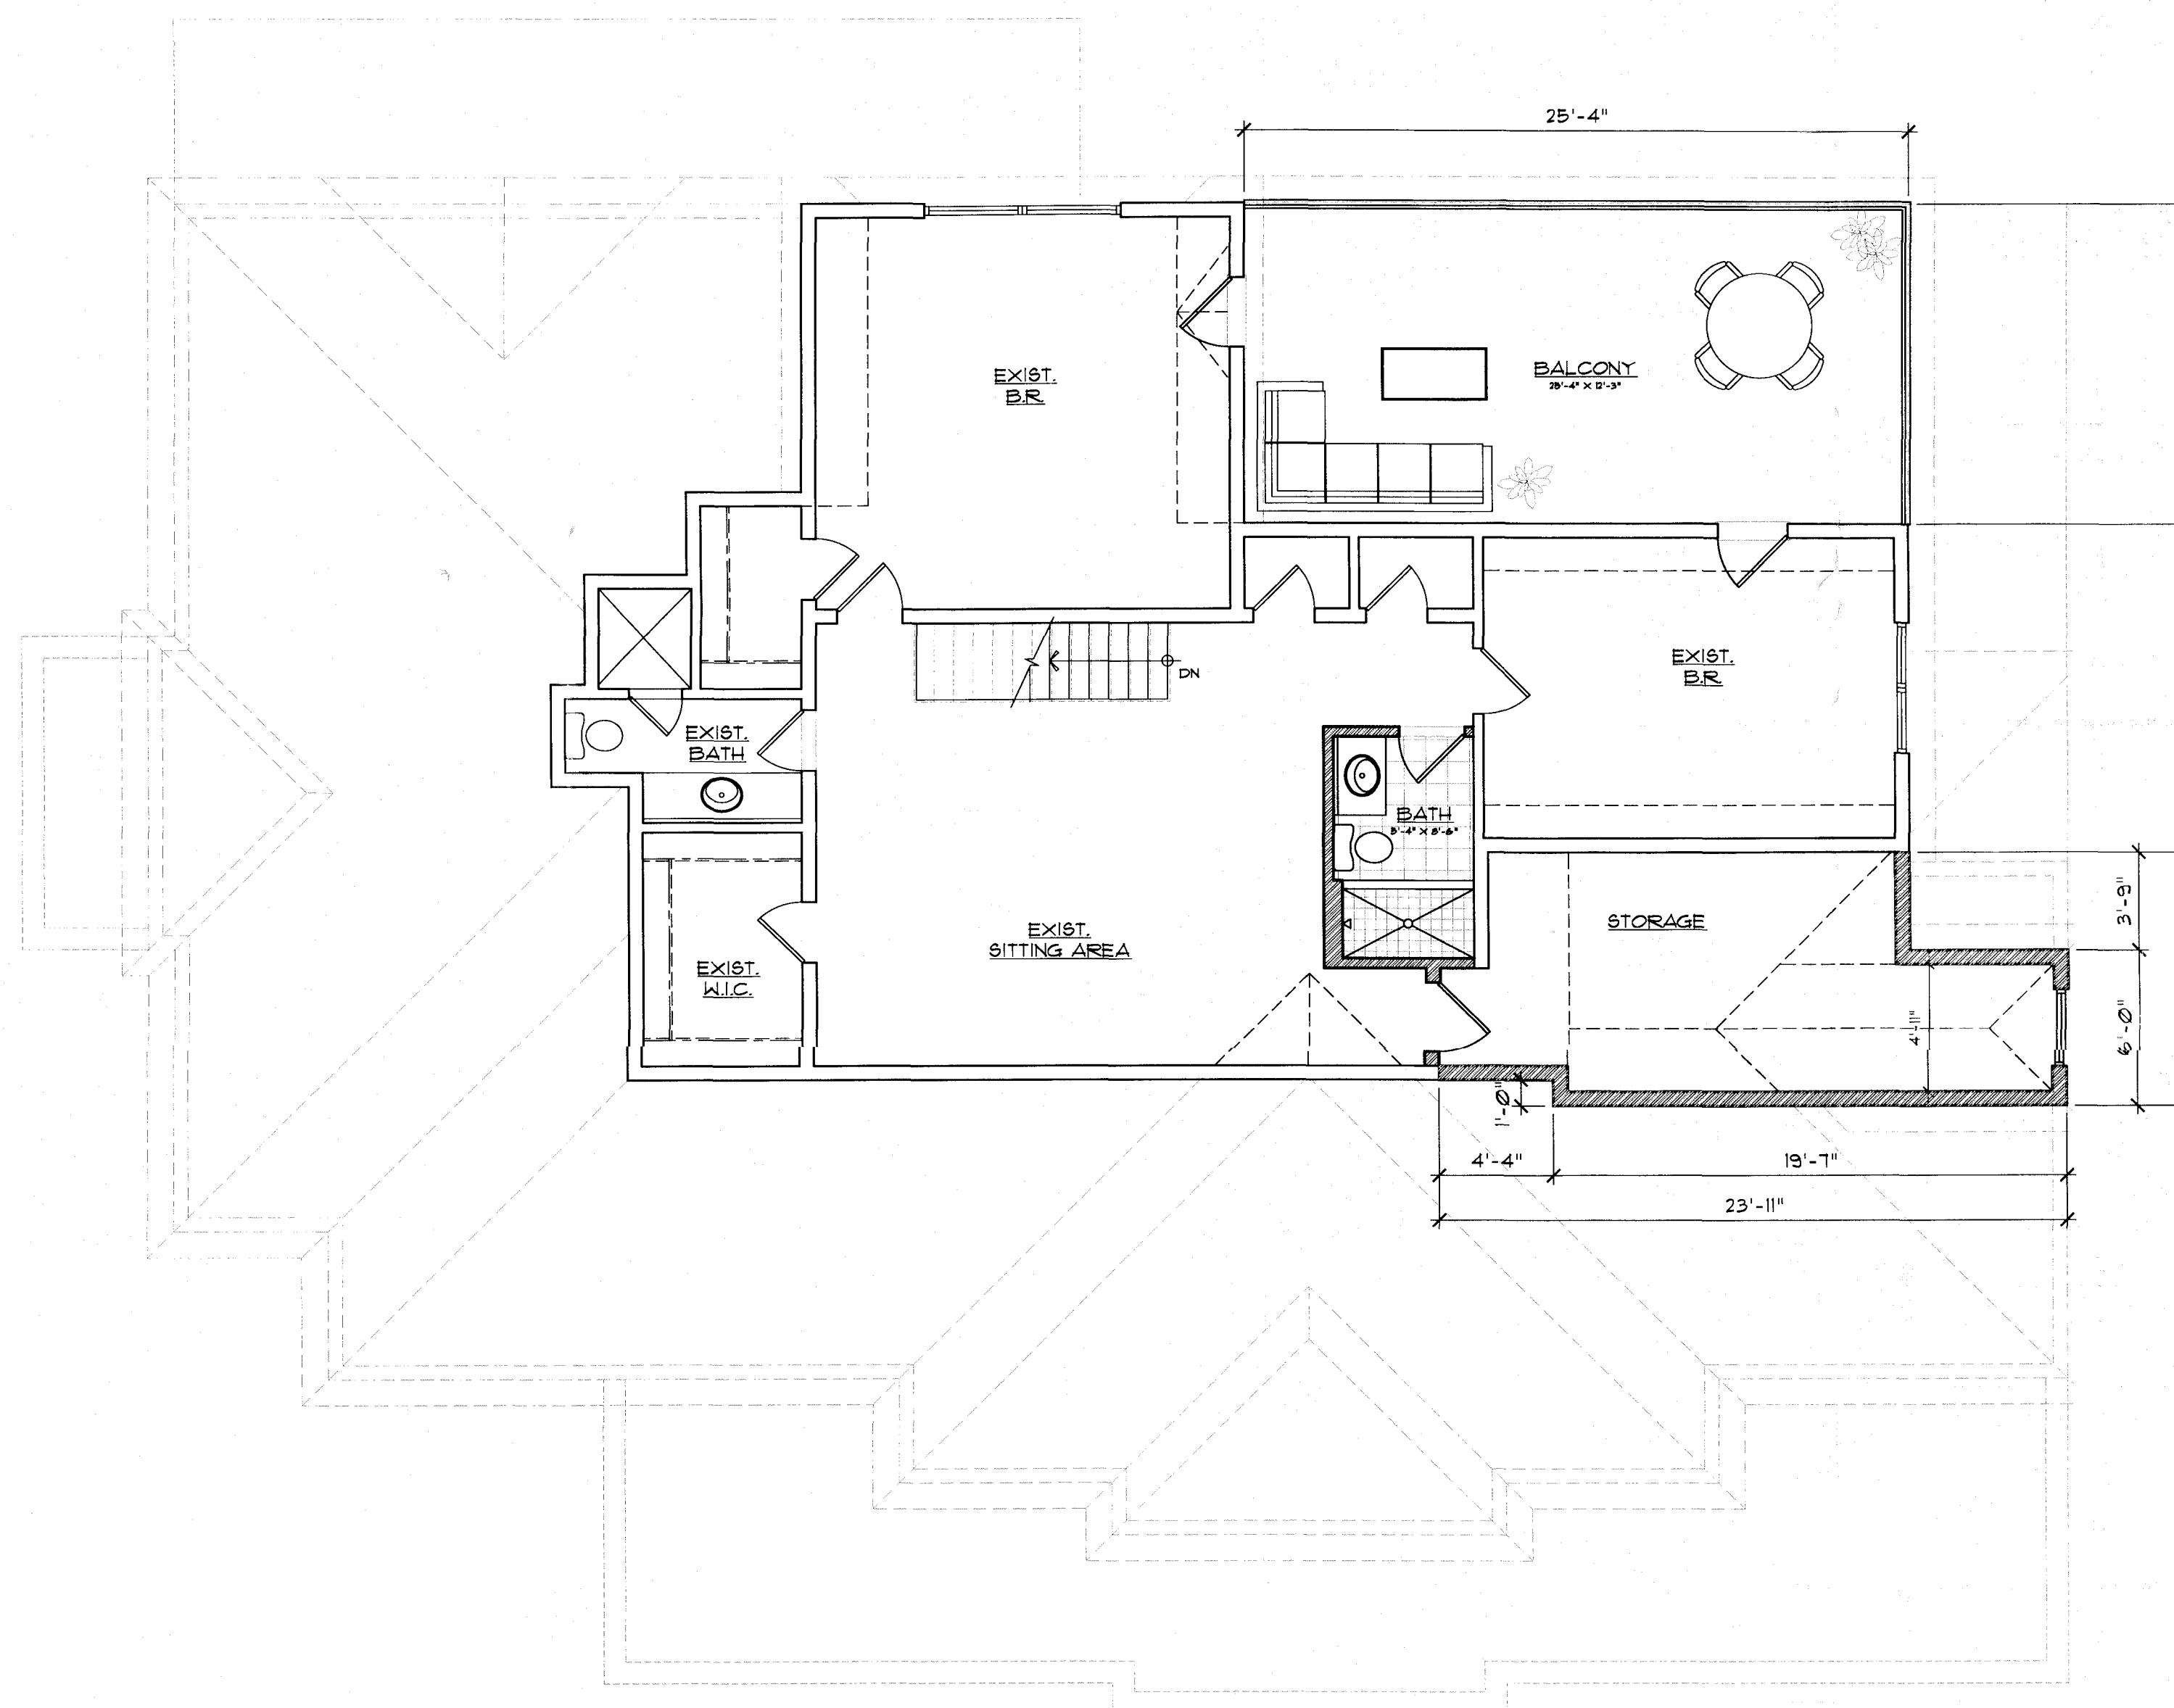 25'-4"
EXIST.
B.R.
BALCONY
25'-4" X 12'-3"
EXIST.
B.R.
DN
EXIST.
BATH
BATH
5'-4" X 8'-6"
EXIST.
SITTING AREA
EXIST.
W.I.C.
STORAGE
3'-9"
6'-0"
4'-11"
1'-0"
4'-4"
19'-7"
23'-11"